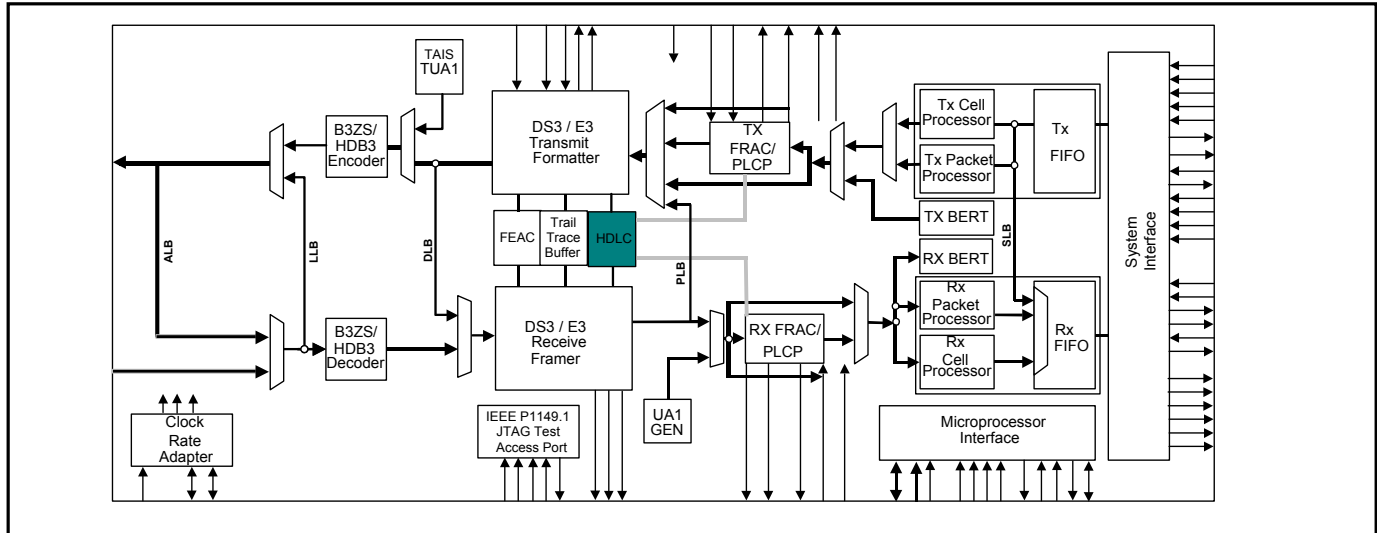 TAIS
TUA1
B3ZS/
HDB3
Encoder
DS3 / E3
Transmit
Formatter
TX
FRAC/
PLCP
Tx Cell
Processor
Tx Packet
Processor
Tx
FIFO
TX BERT
RX BERT
FEAC
Trail
Trace
Buffer
HDLC
ALB
LLB
DLB
PLB
SLB
System
Interface
B3ZS/
HDB3
Decoder
DS3 / E3
Receive
Framer
RX FRAC/
PLCP
Rx
Packet
Processor
Rx
Cell
Processor
Rx
FIFO
UA1
GEN
Clock
Rate
Adapter
IEEE P1149.1
JTAG Test
Access Port
Microprocessor
Interface